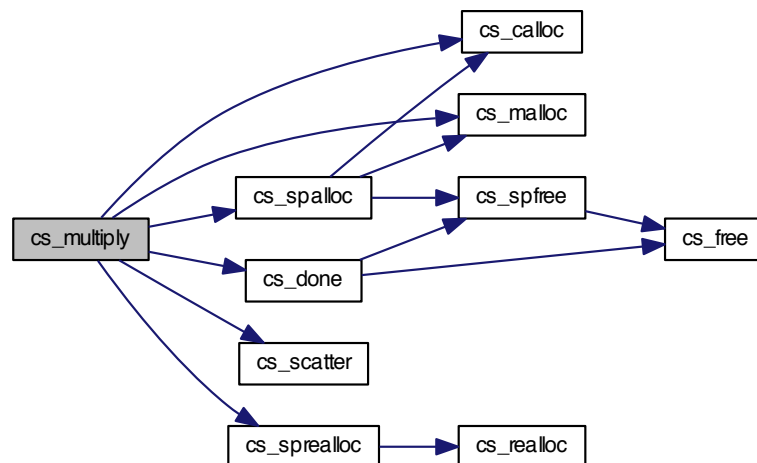 cs_calloc
cs_malloc
cs_spalloc
cs_spfree
cs_multiply
cs_free
cs_done
cs_scatter
cs_sprealloc
cs_realloc